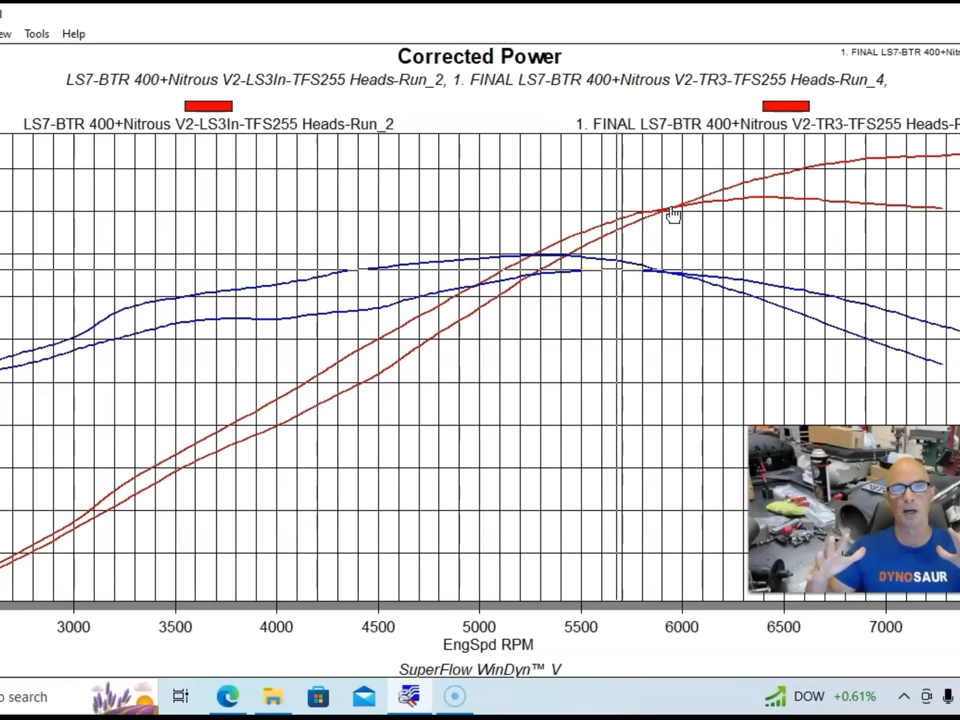 Tools Help
Corrected Power
1. FINAL LS7-BTR 400+Nit
LS7-BTR 400+Nitrous V2-LS3In-TFS255 Heads-Run_2, 1. FINAL LS7-BTR 400+Nitrous V2-TR3-TFS255 Heads-Run_4,
LS7-BTR 400+Nitrous V2-LS3In-TFS255 Heads-Run_2
1. FINAL LS7-BTR 400+Nitrous V2-TR3-TFS255 Heads-R
DYNOSAUR
3000 3500 4000 4500 5000 5500 6000 6500 7000
EngSpd RPM
SuperFlow WinDyn™ V
o search
DOW +0.61%